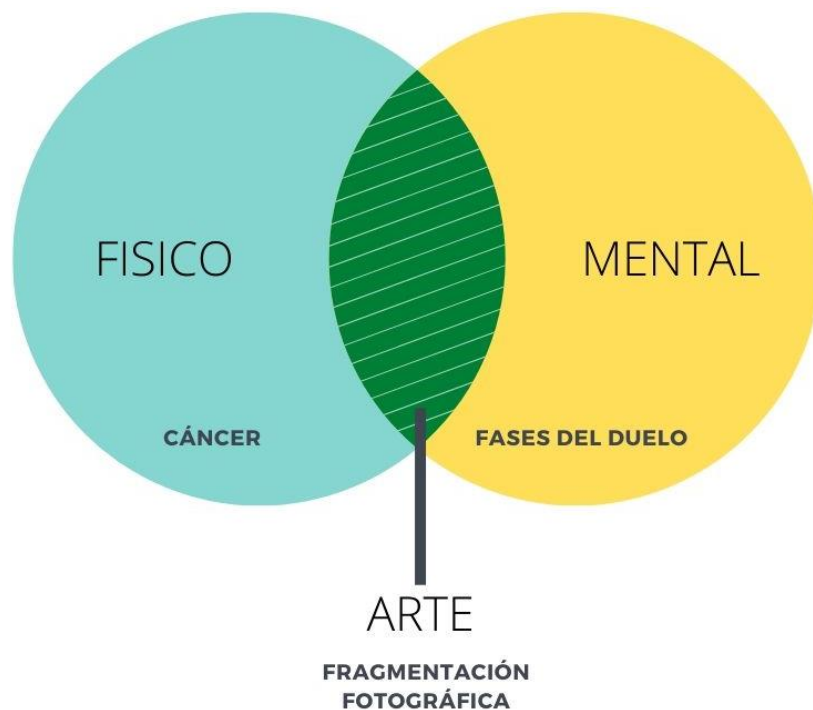 FISICO
MENTAL
CÁNCER
FASES DEL DUELO
ARTE
FRAGMENTACIÓN
FOTOGRÁFICA